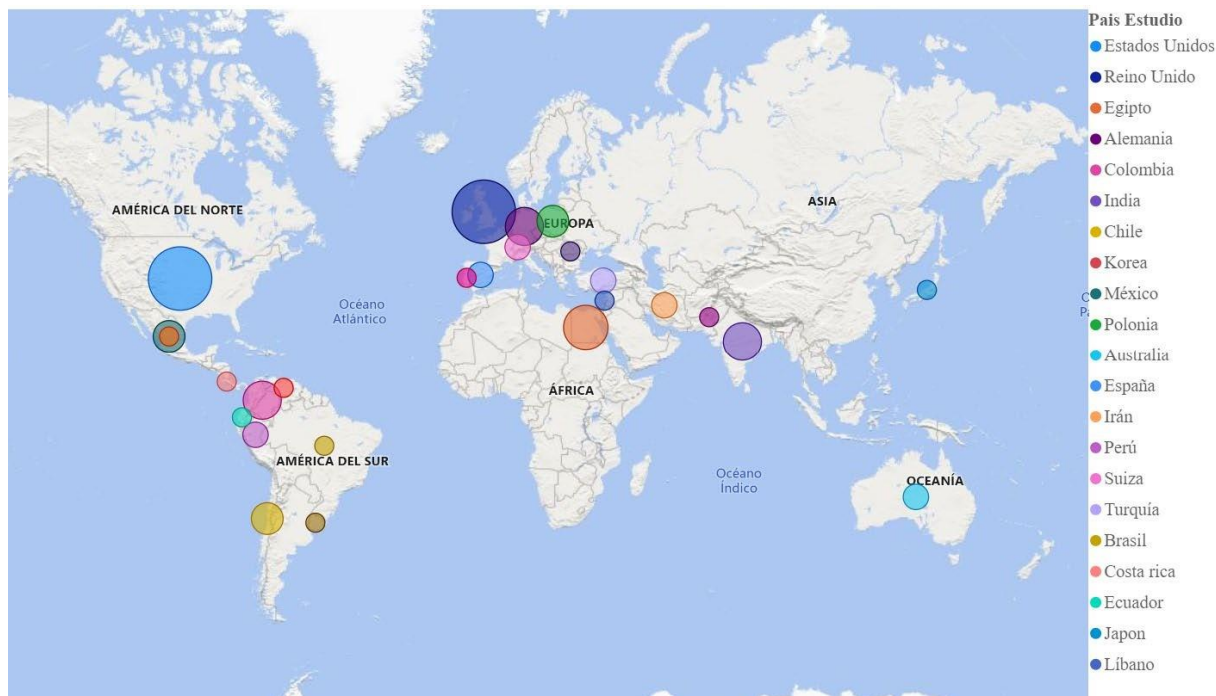 AMÉRICA DEL NORTE
EUROPA
ASIA
Océano
Atlántico
ÁFRICA
AMÉRICA DEL SUR
Océano
Índico
OCEANÍA
Pais Estudio
Estados Unidos
Reino Unido
Egipto
Alemania
Colombia
India
Chile
Korea
México
Polonia
Australia
España
Irán
Perú
Suiza
Turquía
Brasil
Costa rica
Ecuador
Japon
Líbano